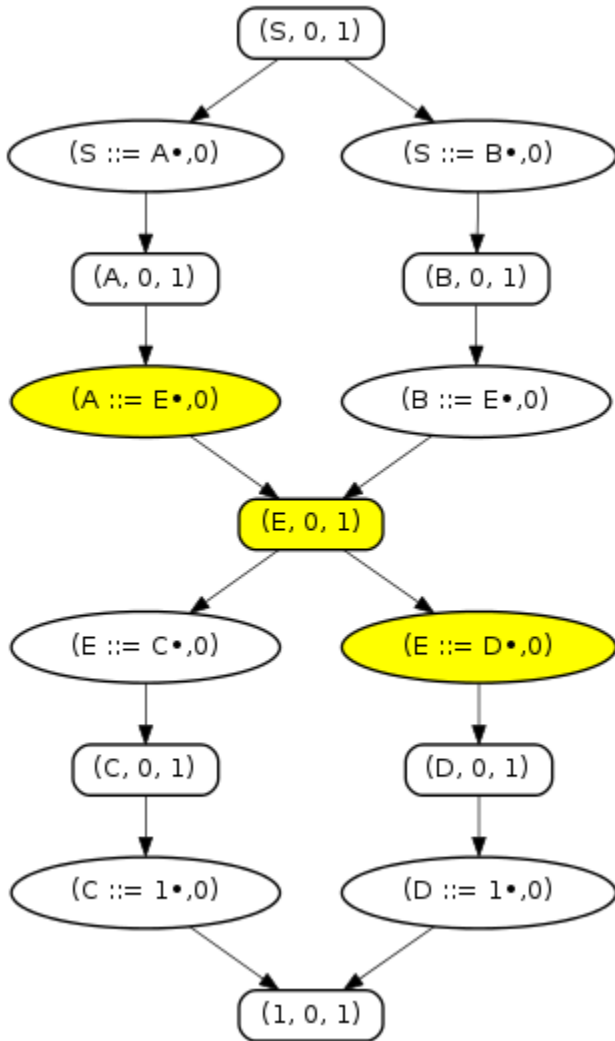 (S, 0, 1)
(S ::= A•,0) (S ::= B•,0)
(A, 0, 1) (B, 0, 1)
(A ::= E•,0) (B ::= E•,0)
(E, 0, 1)
(E ::= C•,0) (E ::= D•,0)
(C, 0, 1) (D, 0, 1)
(C ::= 1•,0) (D ::= 1•,0)
(1, 0, 1)